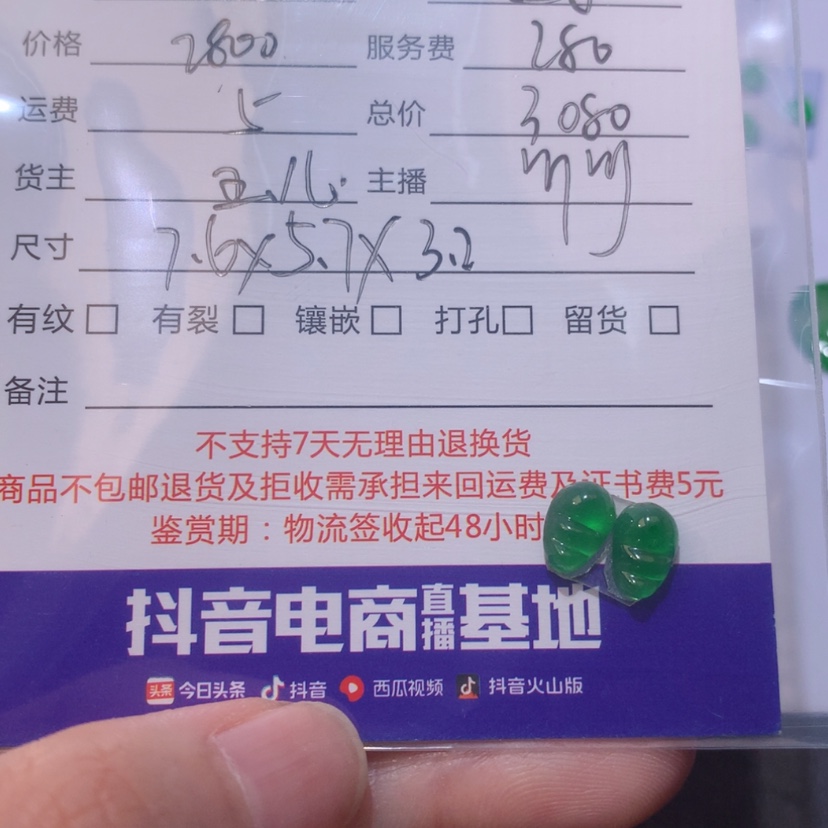 价格 2800 服务费 280
运费 5 总价 3080
货主 主播
尺寸 7.6X5.7X3.2
有纹 □ 有裂 □ 镶嵌 □ 打孔 □ 留货 □
备注
不支持7天无理由退换货
商品不包邮退货及拒收需承担来回运费及证书费5元
鉴赏期：物流签收起48小时
抖音电商直播基地
头条 今日头条 抖音 西瓜视频 抖音火山版